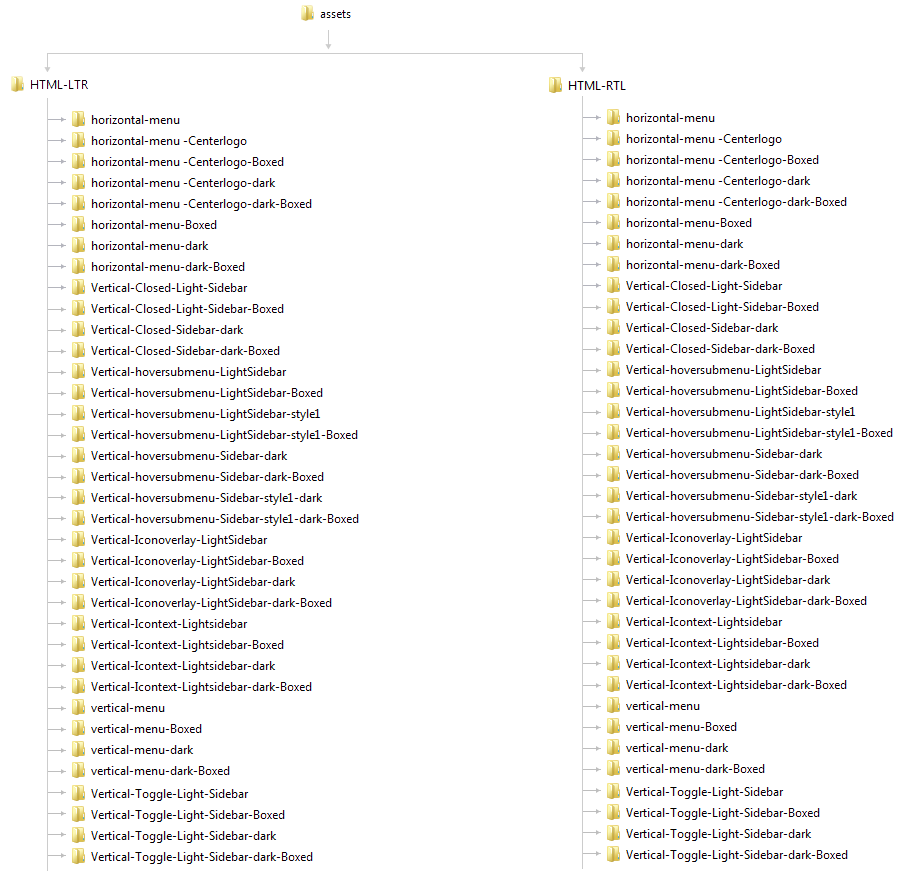 assets
HTML-LTR
horizontal-menu
horizontal-menu -Centerlogo
horizontal-menu -Centerlogo-Boxed
horizontal-menu -Centerlogo-dark
horizontal-menu -Centerlogo-dark-Boxed
horizontal-menu-Boxed
horizontal-menu-dark
horizontal-menu-dark-Boxed
Vertical-Closed-Light-Sidebar
Vertical-Closed-Light-Sidebar-Boxed
Vertical-Closed-Sidebar-dark
Vertical-Closed-Sidebar-dark-Boxed
Vertical-hoversubmenu-LightSidebar
Vertical-hoversubmenu-LightSidebar-Boxed
Vertical-hoversubmenu-LightSidebar-style1
Vertical-hoversubmenu-LightSidebar-style1-Boxed
Vertical-hoversubmenu-Sidebar-dark
Vertical-hoversubmenu-Sidebar-dark-Boxed
Vertical-hoversubmenu-Sidebar-style1-dark
Vertical-hoversubmenu-Sidebar-style1-dark-Boxed
Vertical-Iconoverlay-LightSidebar
Vertical-Iconoverlay-LightSidebar-Boxed
Vertical-Iconoverlay-LightSidebar-dark
Vertical-Iconoverlay-LightSidebar-dark-Boxed
Vertical-Icontext-Lightsidebar
Vertical-Icontext-Lightsidebar-Boxed
Vertical-Icontext-Lightsidebar-dark
Vertical-Icontext-Lightsidebar-dark-Boxed
vertical-menu
vertical-menu-Boxed
vertical-menu-dark
vertical-menu-dark-Boxed
Vertical-Toggle-Light-Sidebar
Vertical-Toggle-Light-Sidebar-Boxed
Vertical-Toggle-Light-Sidebar-dark
Vertical-Toggle-Light-Sidebar-dark-Boxed
HTML-RTL
horizontal-menu
horizontal-menu -Centerlogo
horizontal-menu -Centerlogo-Boxed
horizontal-menu -Centerlogo-dark
horizontal-menu -Centerlogo-dark-Boxed
horizontal-menu-Boxed
horizontal-menu-dark
horizontal-menu-dark-Boxed
Vertical-Closed-Light-Sidebar
Vertical-Closed-Light-Sidebar-Boxed
Vertical-Closed-Sidebar-dark
Vertical-Closed-Sidebar-dark-Boxed
Vertical-hoversubmenu-LightSidebar
Vertical-hoversubmenu-LightSidebar-Boxed
Vertical-hoversubmenu-LightSidebar-style1
Vertical-hoversubmenu-LightSidebar-style1-Boxed
Vertical-hoversubmenu-Sidebar-dark
Vertical-hoversubmenu-Sidebar-dark-Boxed
Vertical-hoversubmenu-Sidebar-style1-dark
Vertical-hoversubmenu-Sidebar-style1-dark-Boxed
Vertical-Iconoverlay-LightSidebar
Vertical-Iconoverlay-LightSidebar-Boxed
Vertical-Iconoverlay-LightSidebar-dark
Vertical-Iconoverlay-LightSidebar-dark-Boxed
Vertical-Icontext-Lightsidebar
Vertical-Icontext-Lightsidebar-Boxed
Vertical-Icontext-Lightsidebar-dark
Vertical-Icontext-Lightsidebar-dark-Boxed
vertical-menu
vertical-menu-Boxed
vertical-menu-dark
vertical-menu-dark-Boxed
Vertical-Toggle-Light-Sidebar
Vertical-Toggle-Light-Sidebar-Boxed
Vertical-Toggle-Light-Sidebar-dark
Vertical-Toggle-Light-Sidebar-dark-Boxed